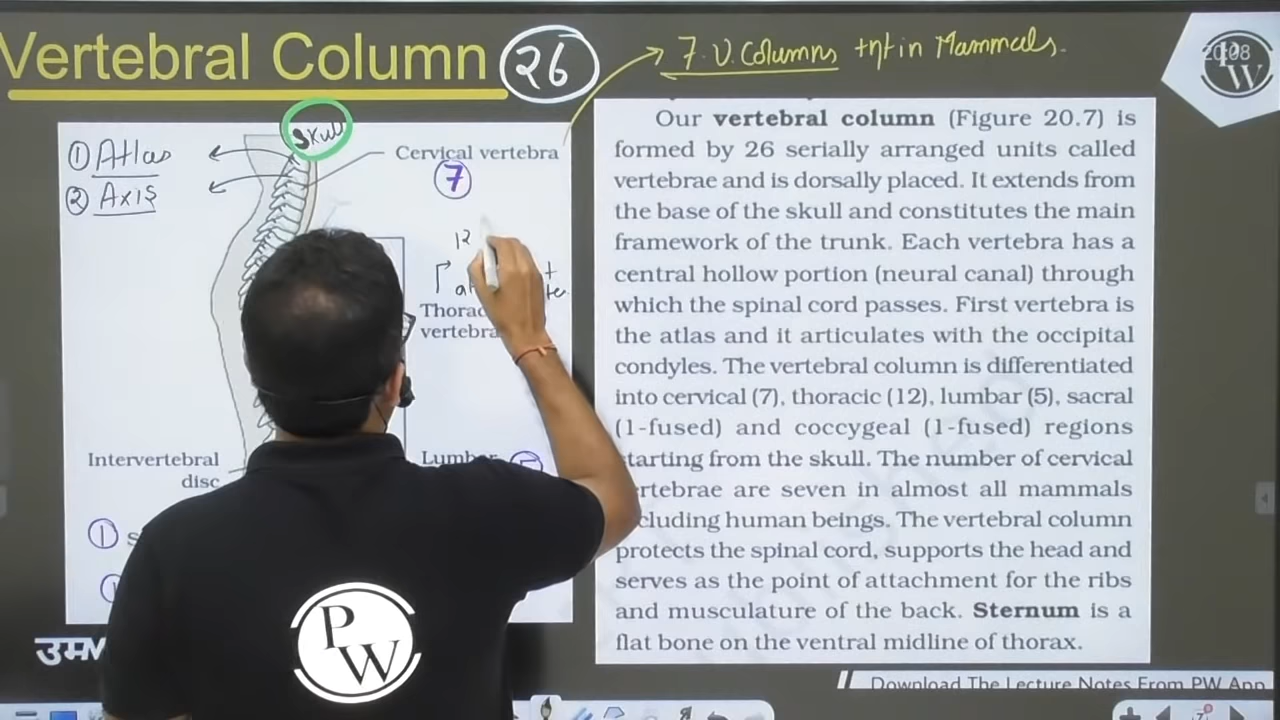 Vertebral Column 26
7. V. Columns +nt in Mammals.
20:08
PW
① Atlas
② Axis
Skull
Cervical vertebra
7
12
Thorac
vertebra
Lumbar
Intervertebral
disc
①
Our vertebral column (Figure 20.7) is
formed by 26 serially arranged units called
vertebrae and is dorsally placed. It extends from
the base of the skull and constitutes the main
framework of the trunk. Each vertebra has a
central hollow portion (neural canal) through
which the spinal cord passes. First vertebra is
the atlas and it articulates with the occipital
condyles. The vertebral column is differentiated
into cervical (7), thoracic (12), lumbar (5), sacral
(1-fused) and coccygeal (1-fused) regions
tarting from the skull. The number of cervical
rtebrae are seven in almost all mammals
cluding human beings. The vertebral column
protects the spinal cord, supports the head and
serves as the point of attachment for the ribs
and musculature of the back. Sternum is a
flat bone on the ventral midline of thorax.
PW
Download The Lecture Notes From PW App